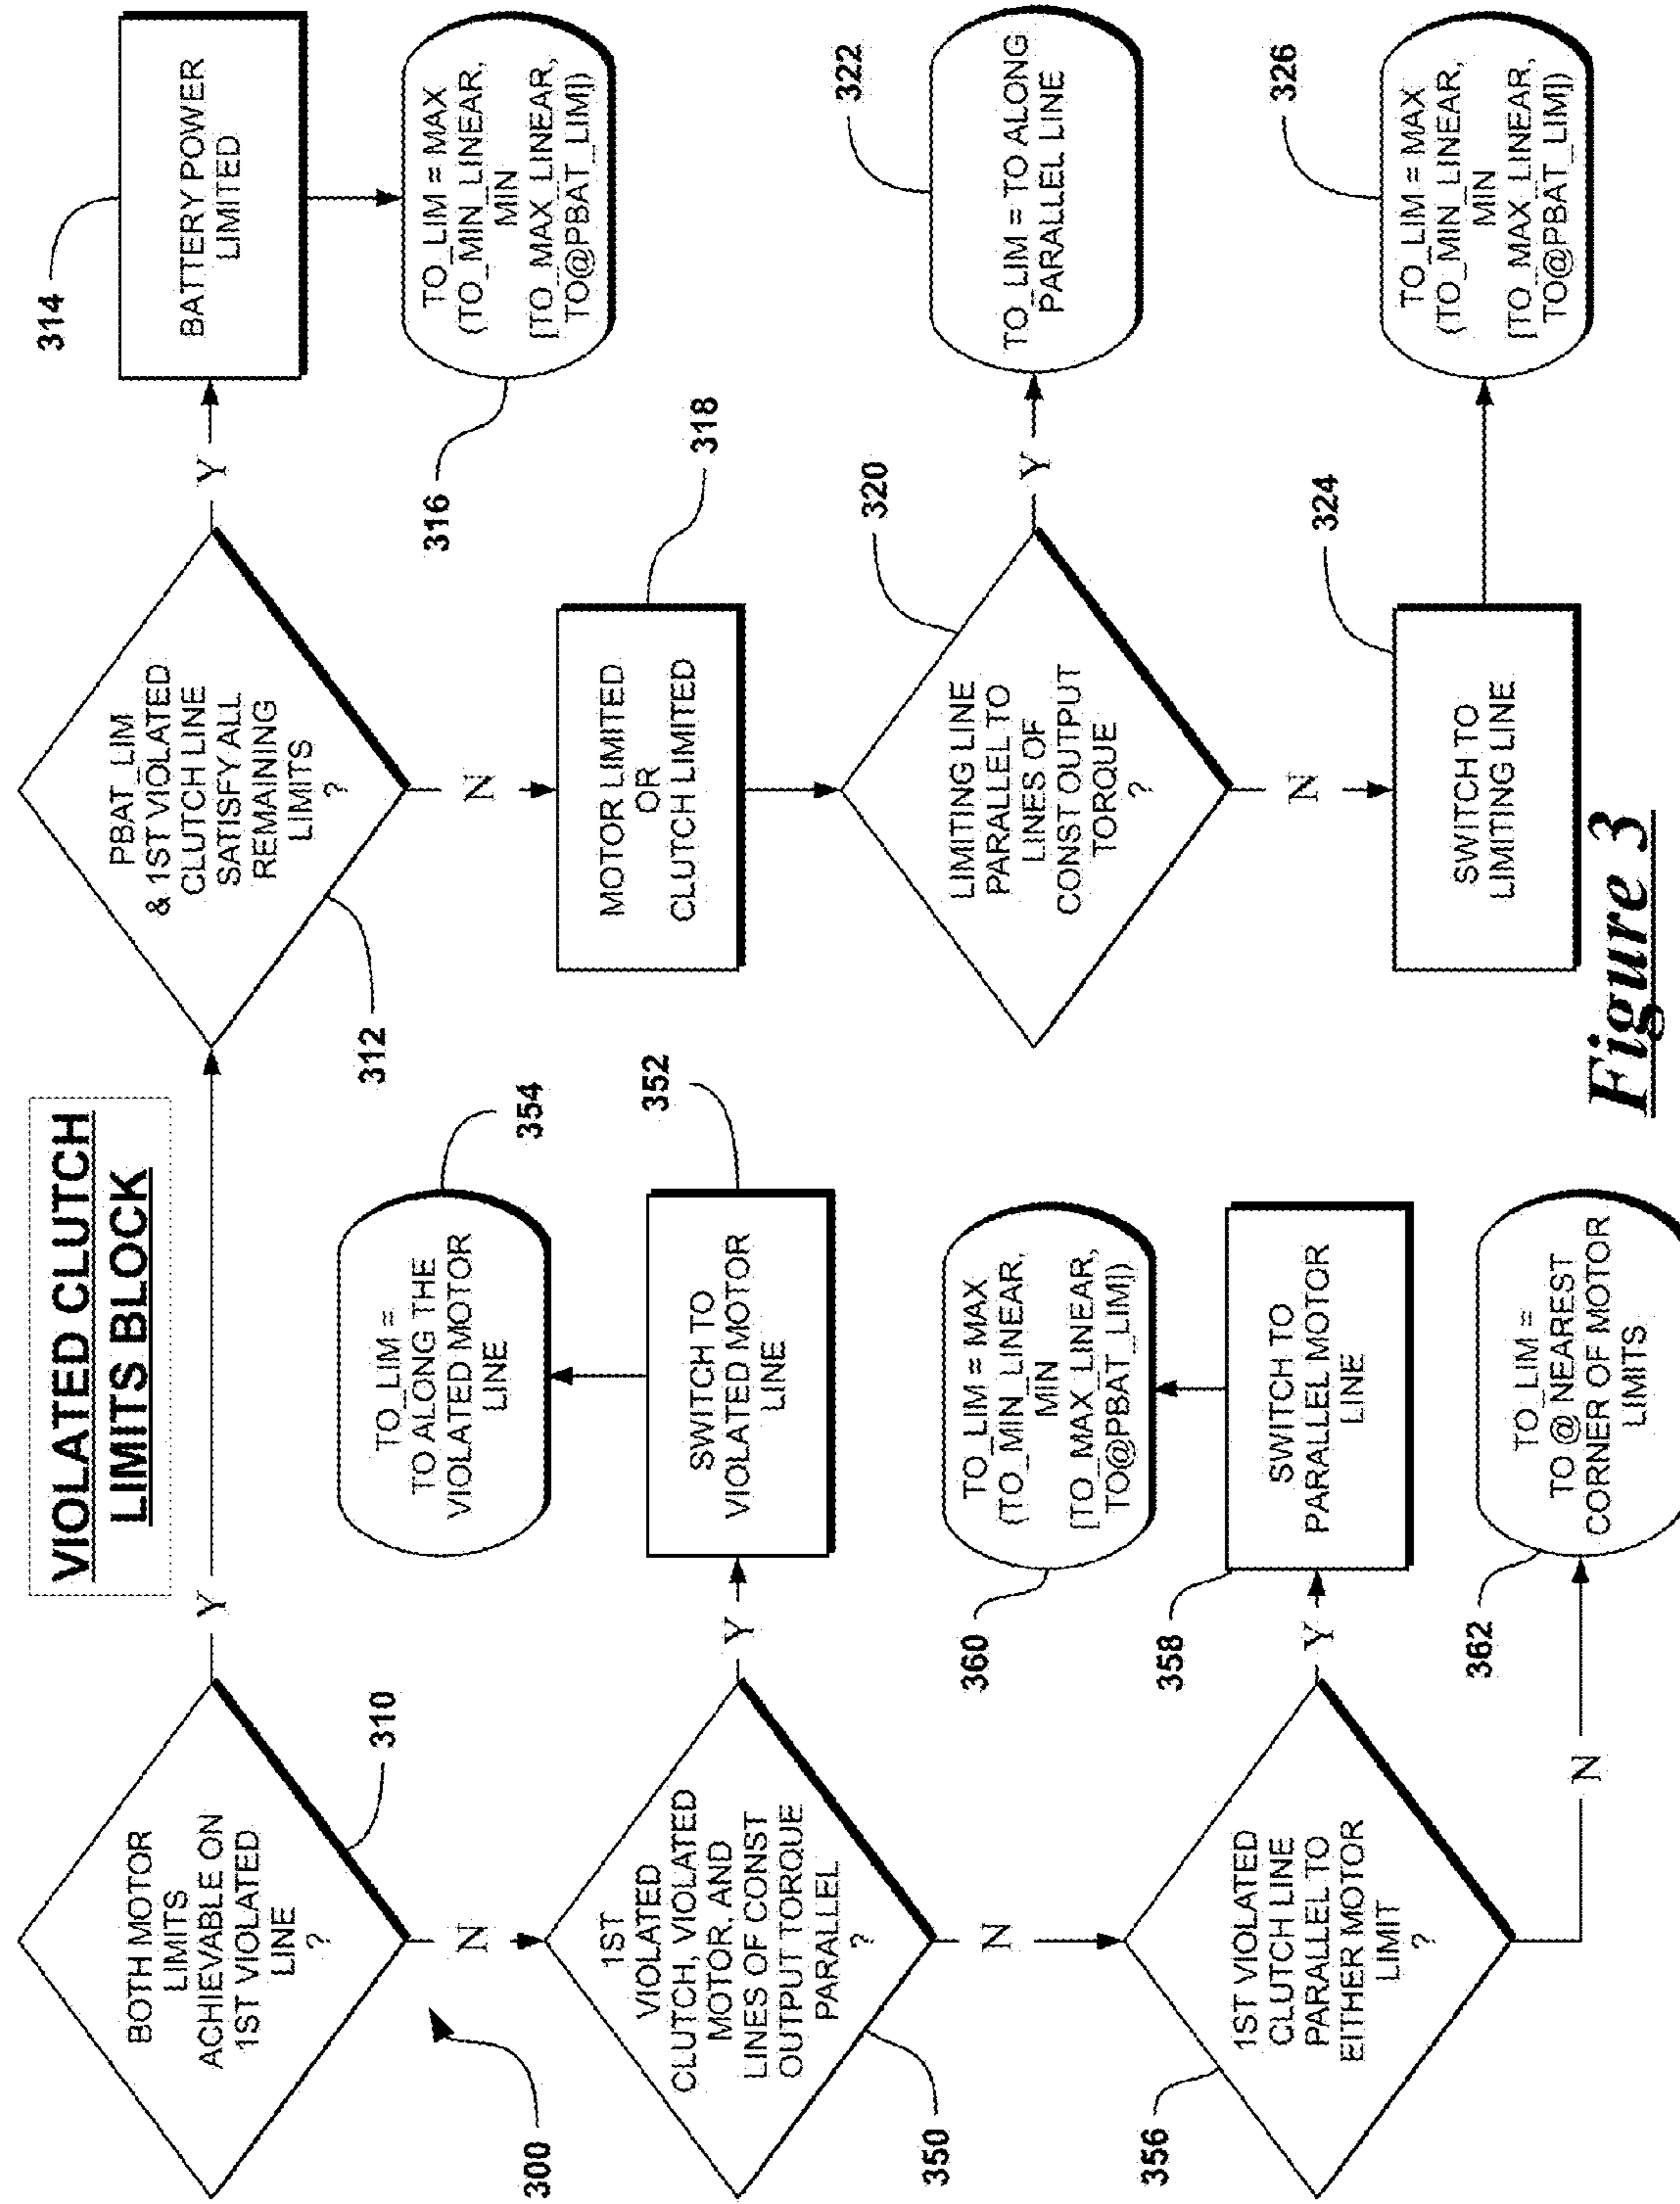 VIOLATED CLUTCH
LIMITS BLOCK
300
BOTH MOTOR
LIMITS
ACHIEVABLE ON
1ST VIOLATED
LINE
?
310
Y
N
PBAT_LIM
& 1ST VIOLATED
CLUTCH LINE
SATISFY ALL
REMAINING
LIMITS
?
312
Y
N
BATTERY POWER
LIMITED
314
TO_LIM = MAX
(TO_MIN_LINEAR,
MIN
[TO_MAX_LINEAR,
TO@PBAT_LIM])
316
MOTOR LIMITED
OR
CLUTCH LIMITED
318
LIMITING LINE
PARALLEL TO
LINES OF
CONST OUTPUT
TORQUE
?
320
Y
N
TO_LIM = TO ALONG
PARALLEL LINE
322
SWITCH TO
LIMITING LINE
324
TO_LIM = MAX
(TO_MIN_LINEAR,
MIN
[TO_MAX_LINEAR,
TO@PBAT_LIM])
326
1ST
VIOLATED
CLUTCH, VIOLATED
MOTOR, AND
LINES OF CONST
OUTPUT TORQUE
PARALLEL
?
350
Y
N
SWITCH TO
VIOLATED MOTOR
LINE
352
TO_LIM =
TO ALONG THE
VIOLATED MOTOR
LINE
354
1ST VIOLATED
CLUTCH LINE
PARALLEL TO
EITHER MOTOR
LIMIT
?
356
Y
N
SWITCH TO
PARALLEL MOTOR
LINE
358
TO_LIM = MAX
(TO_MIN_LINEAR,
MIN
[TO_MAX_LINEAR,
TO@PBAT_LIM])
360
TO_LIM =
TO @ NEAREST
CORNER OF MOTOR
LIMITS
362
Figure 3